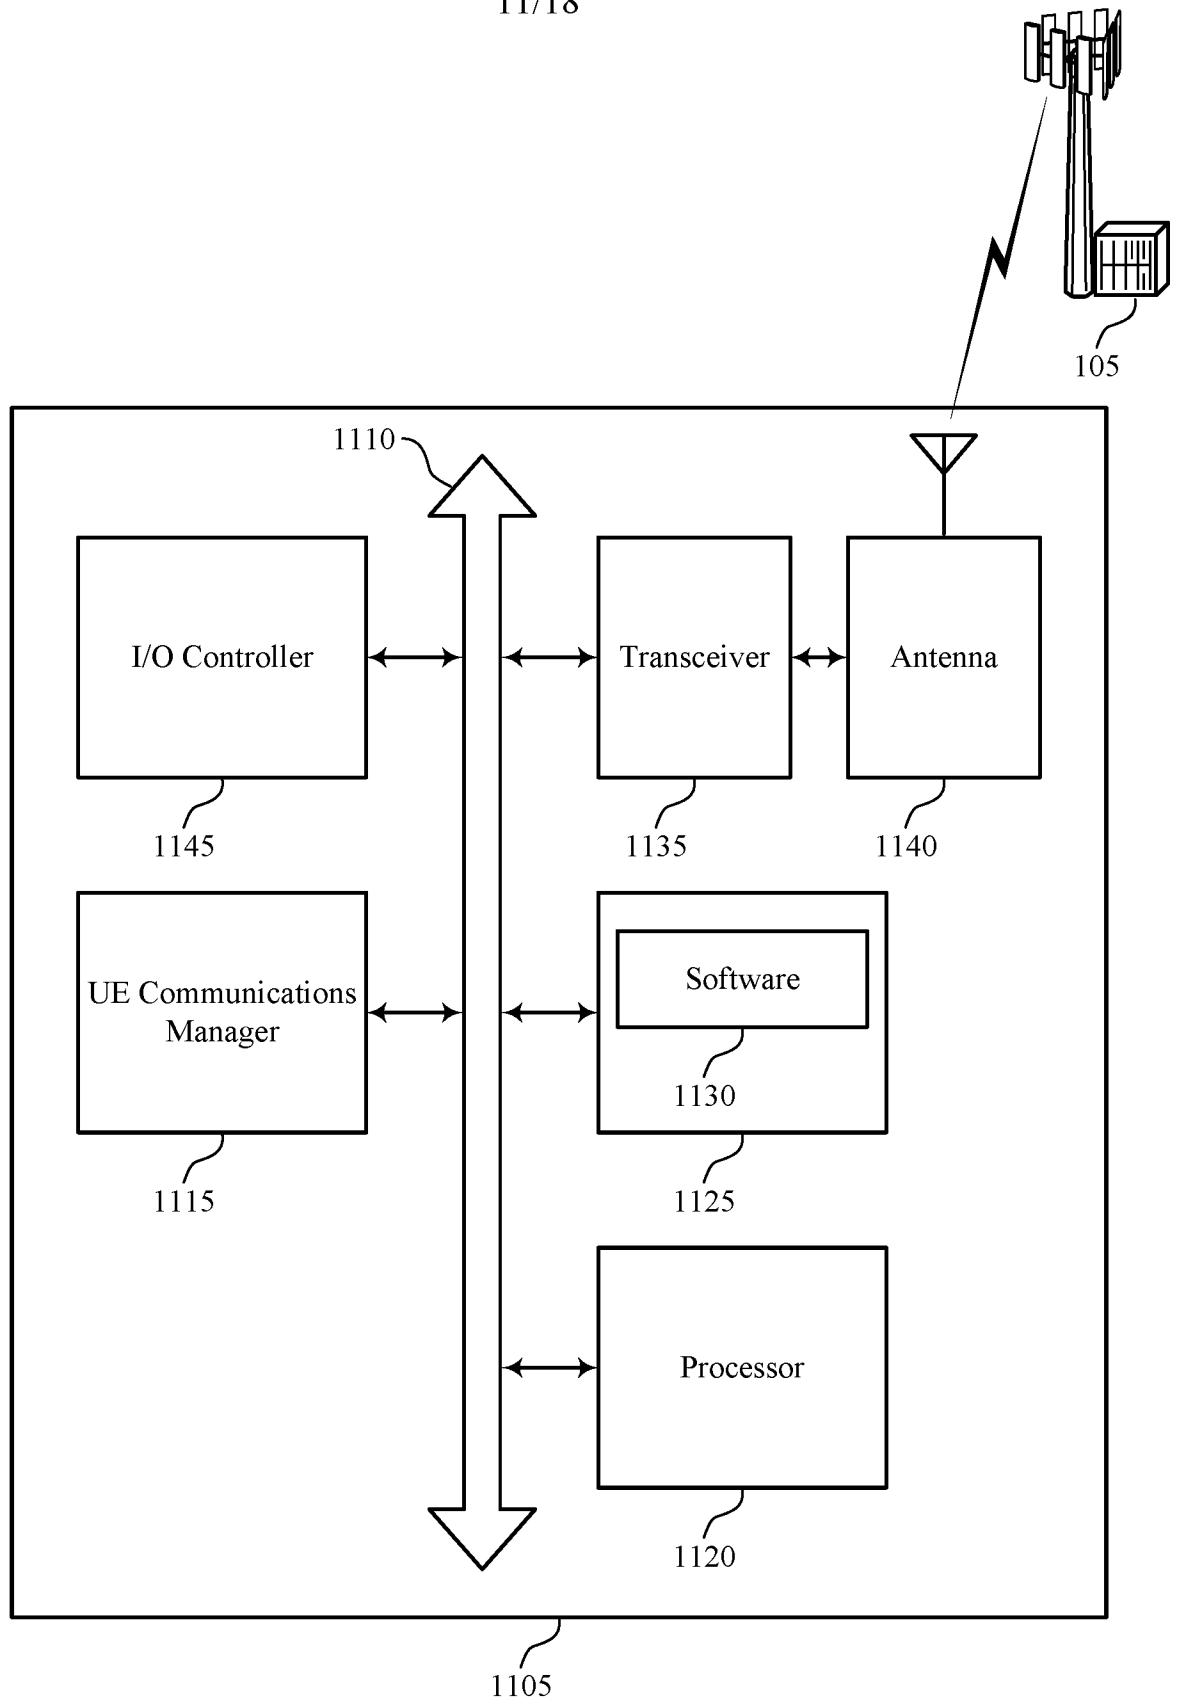 11/18
105
1110
I/O Controller
Transceiver
Antenna
1145
1135
1140
UE Communications
Manager
Software
1130
1115
1125
Processor
1120
1105